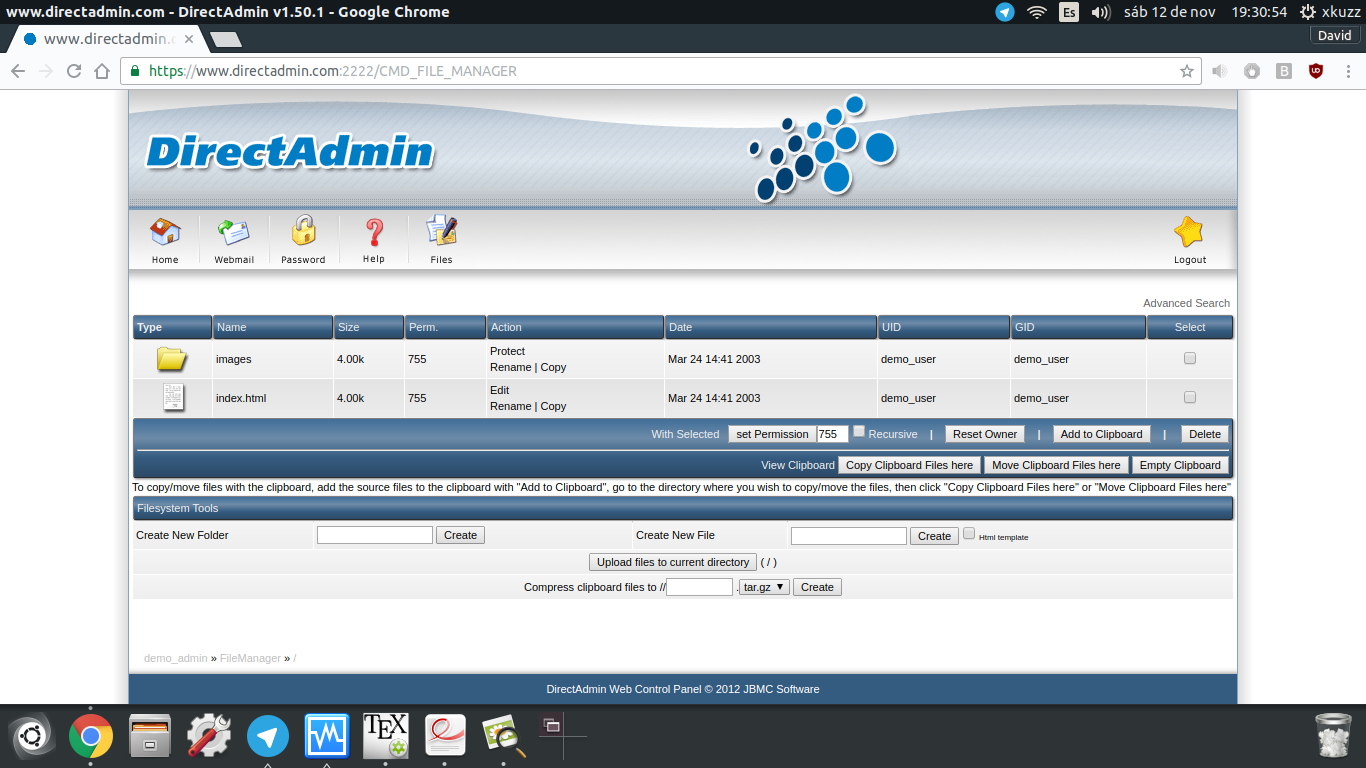 www.directadmin.com - DirectAdmin v1.50.1 - Google Chrome
Es sáb 12 de nov 19:30:54 xkuzz
www.directadmin.c
David
https://www.directadmin.com:2222/CMD_FILE_MANAGER
DirectAdmin
Home Webmail Password Help Files Logout
Advanced Search
Type Name Size Perm. Action Date UID GID Select
images 4.00k 755 Protect Mar 24 14:41 2003 demo_user demo_user
Rename | Copy
index.html 4.00k 755 Edit Mar 24 14:41 2003 demo_user demo_user
Rename | Copy
With Selected set Permission 755 Recursive | Reset Owner | Add to Clipboard | Delete
View Clipboard Copy Clipboard Files here Move Clipboard Files here Empty Clipboard
To copy/move files with the clipboard, add the source files to the clipboard with "Add to Clipboard", go to the directory where you wish to copy/move the files, then click "Copy Clipboard Files here" or "Move Clipboard Files here"
Filesystem Tools
Create New Folder Create Create New File Create Html template
Upload files to current directory ( / )
Compress clipboard files to // . tar.gz Create
demo_admin » FileManager » /
DirectAdmin Web Control Panel © 2012 JBMC Software
TEX